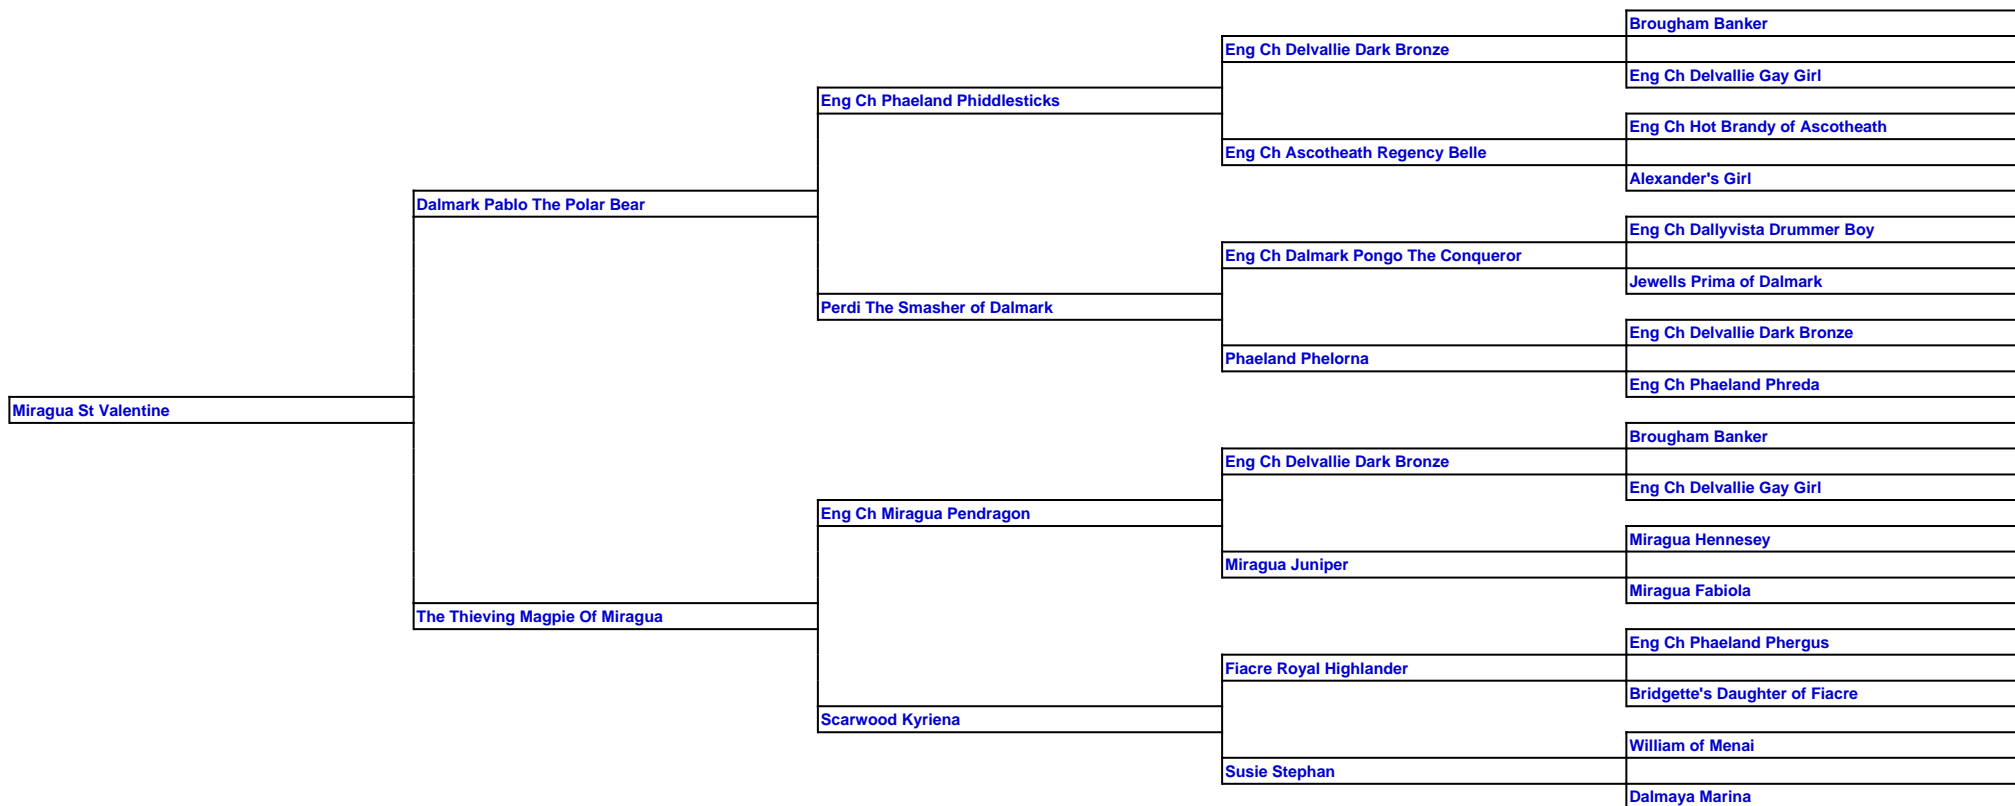 Brougham Banker
Eng Ch Delvallie Dark Bronze
Eng Ch Delvallie Gay Girl
Eng Ch Phaeland Phiddlesticks
Eng Ch Hot Brandy of Ascotheath
Eng Ch Ascotheath Regency Belle
Alexander's Girl
Dalmark Pablo The Polar Bear
Eng Ch Dallyvista Drummer Boy
Eng Ch Dalmark Pongo The Conqueror
Jewells Prima of Dalmark
Perdi The Smasher of Dalmark
Eng Ch Delvallie Dark Bronze
Phaeland Phelorna
Eng Ch Phaeland Phreda
Miragua St Valentine
Brougham Banker
Eng Ch Delvallie Dark Bronze
Eng Ch Delvallie Gay Girl
Eng Ch Miragua Pendragon
Miragua Hennesey
Miragua Juniper
Miragua Fabiola
The Thieving Magpie Of Miragua
Eng Ch Phaeland Phergus
Fiacre Royal Highlander
Bridgette's Daughter of Fiacre
Scarwood Kyriena
William of Menai
Susie Stephan
Dalmaya Marina